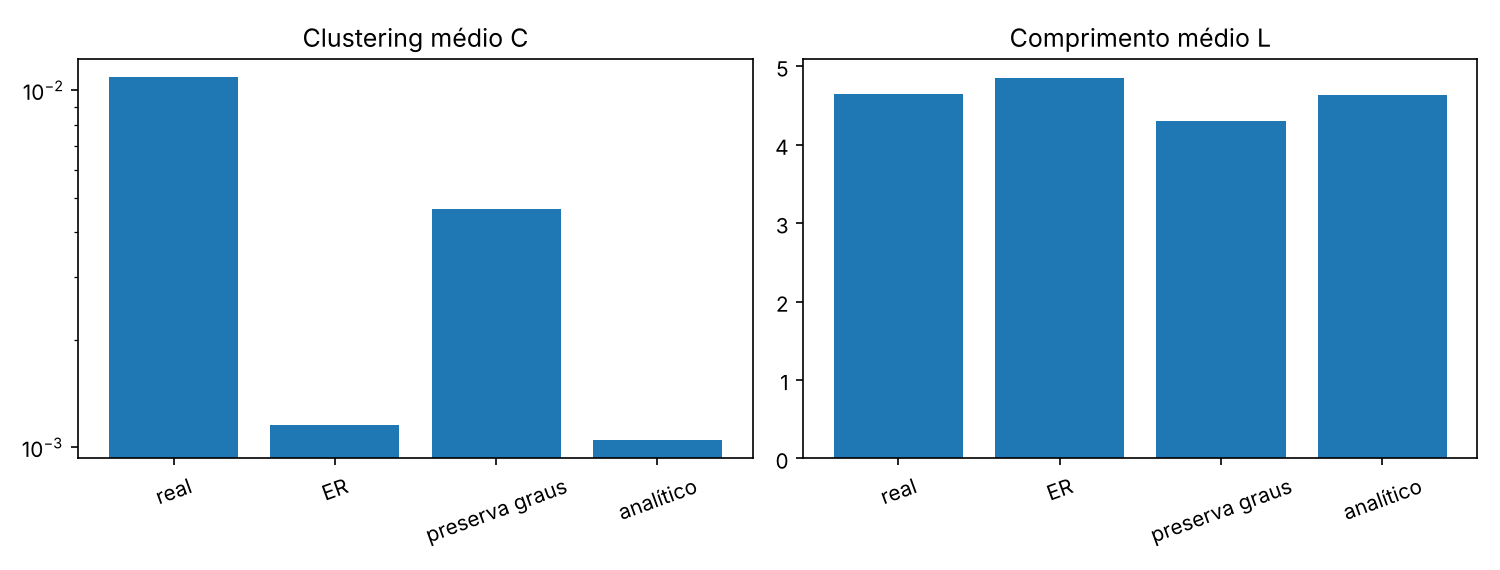 Clustering médio C
10⁻²
10⁻³
real
ER
preserva graus
analítico
Comprimento médio L
5
4
3
2
1
0
real
ER
preserva graus
analítico